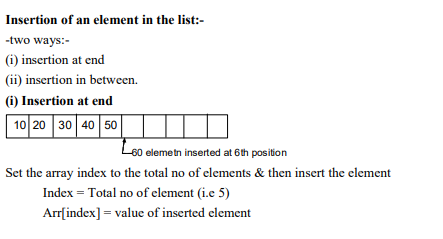 Insertion of an element in the list:-
-two ways:-
(i) insertion at end
(ii) insertion in between.
(i) Insertion at end
10 20 30 40 50
60 elemetn inserted at 6th position
Set the array index to the total no of elements & then insert the element
Index = Total no of element (i.e 5)
Arr[index] = value of inserted element